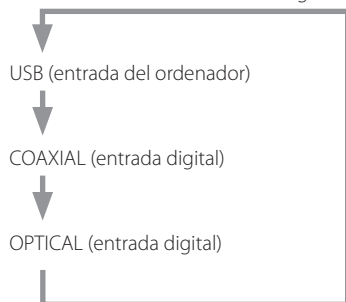 USB (entrada del ordenador)
COAXIAL (entrada digital)
OPTICAL (entrada digital)